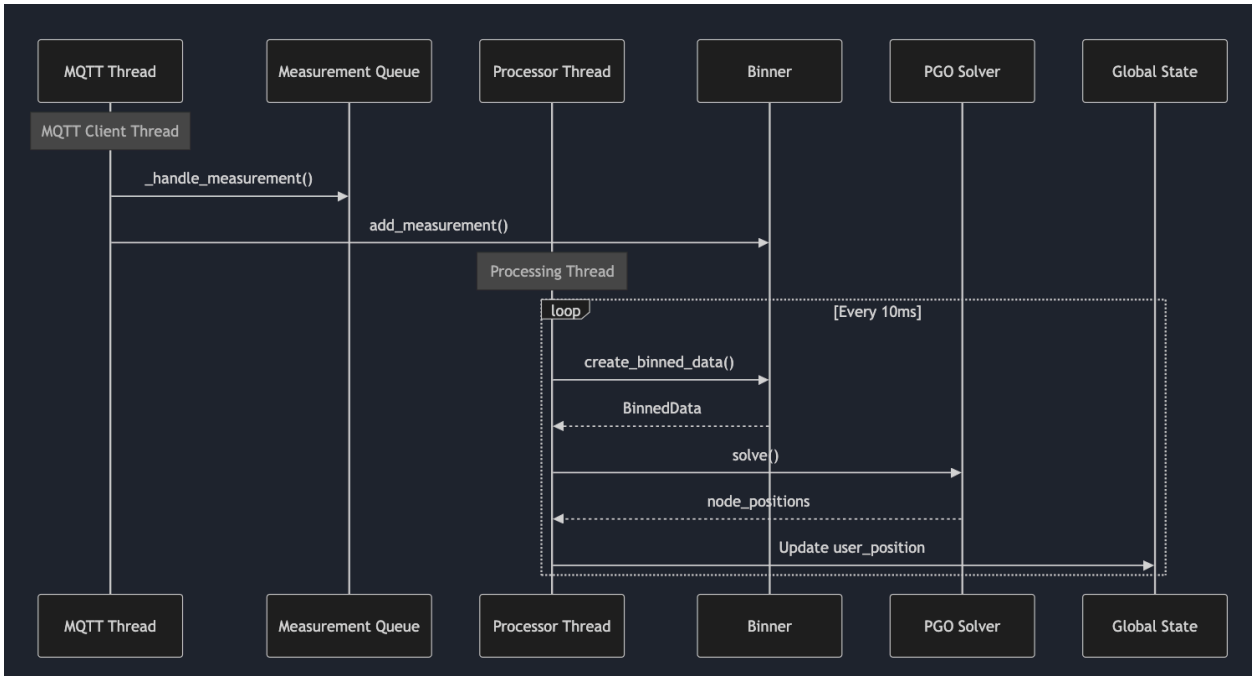 MQTT Thread
Measurement Queue
Processor Thread
Binner
PGO Solver
Global State
MQTT Client Thread
_handle_measurement()
add_measurement()
Processing Thread
loop
[Every 10ms]
create_binned_data()
BinnedData
solve()
node_positions
Update user_position
MQTT Thread
Measurement Queue
Processor Thread
Binner
PGO Solver
Global State